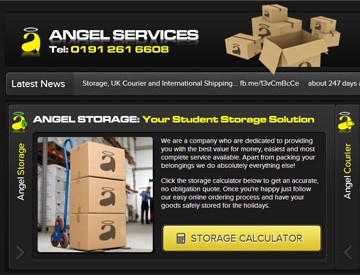 ANGEL SERVICES
Tel: 0191 261 6608
Latest News
Storage, UK Courier and International Shipping... fb.me/t3vCmBcCe about 247 days a
ANGEL STORAGE: Your Student Storage Solution
Angel Storage
We are a company who are dedicated to providing
you with the best value for money, easiest and most
complete service available. Apart from packing your
belongings we do absolutely everything else!
Click the storage calculator below to get an accurate,
no obligation quote. Once you're happy just follow
our easy online ordering process and have your
goods safely stored for the holidays.
STORAGE CALCULATOR
Angel Courier